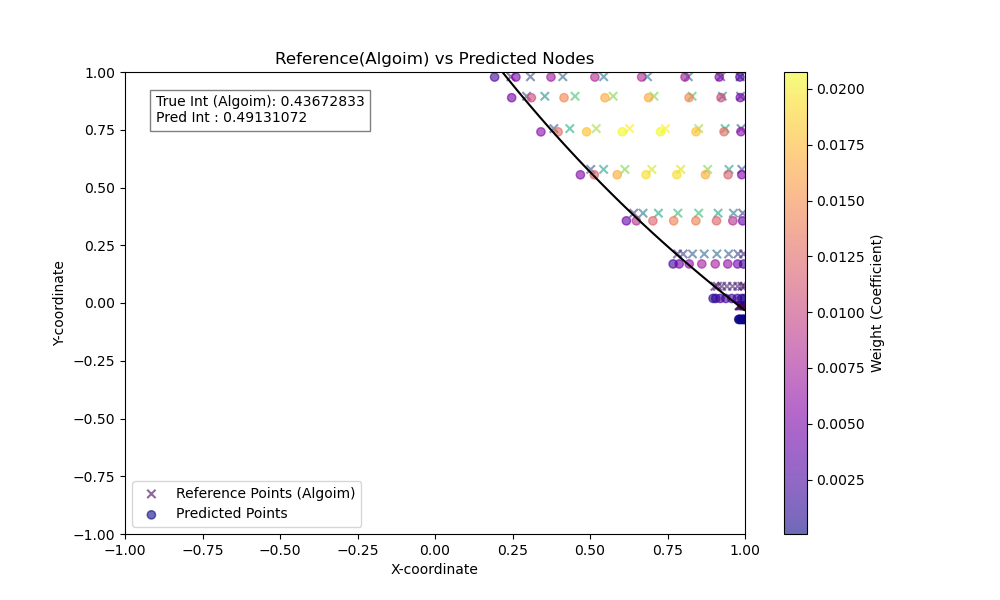 Reference(Algoim) vs Predicted Nodes
True Int (Algoim): 0.43672833
Pred Int : 0.49131072
1.00
0.75
0.50
0.25
0.00
−0.25
−0.50
−0.75
−1.00
Y-coordinate
Reference Points (Algoim)
Predicted Points
−1.00 −0.75 −0.50 −0.25 0.00 0.25 0.50 0.75 1.00
X-coordinate
0.0200
0.0175
0.0150
0.0125
0.0100
0.0075
0.0050
0.0025
Weight (Coefficient)